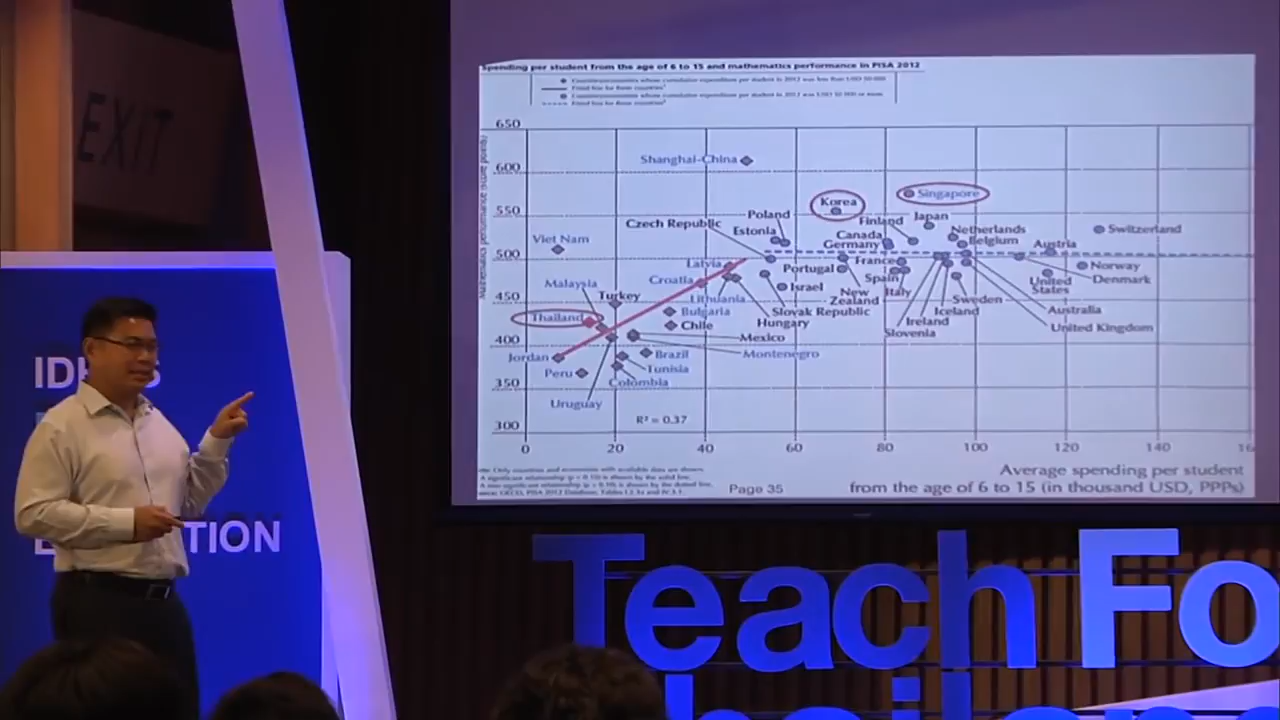 EXIT
Spending per student from the age of 6 to 15 and mathematics performance in PISA 2012
Mathematics performance (score points)
650
600
550
500
450
400
350
300
Shanghai-China
Singapore
Korea
Japan
Poland
Czech Republic
Estonia
Finland
Canada
Germany
Netherlands
Belgium
Switzerland
Austria
Viet Nam
Latvia
Croatia
Portugal
France
Spain
Italy
Norway
Denmark
United
States
Malaysia
Turkey
Lithuania
Israel
New
Zealand
Sweden
Iceland
Australia
Thailand
Bulgaria
Chile
Slovak Republic
Hungary
Ireland
Slovenia
United Kingdom
Mexico
Montenegro
Jordan
Peru
Brazil
Tunisia
Colombia
Uruguay
R² = 0.37
0 20 40 60 80 100 120 140 16
Average spending per student
from the age of 6 to 15 (in thousand USD, PPPs)
Page 35
TION
Teach Fo